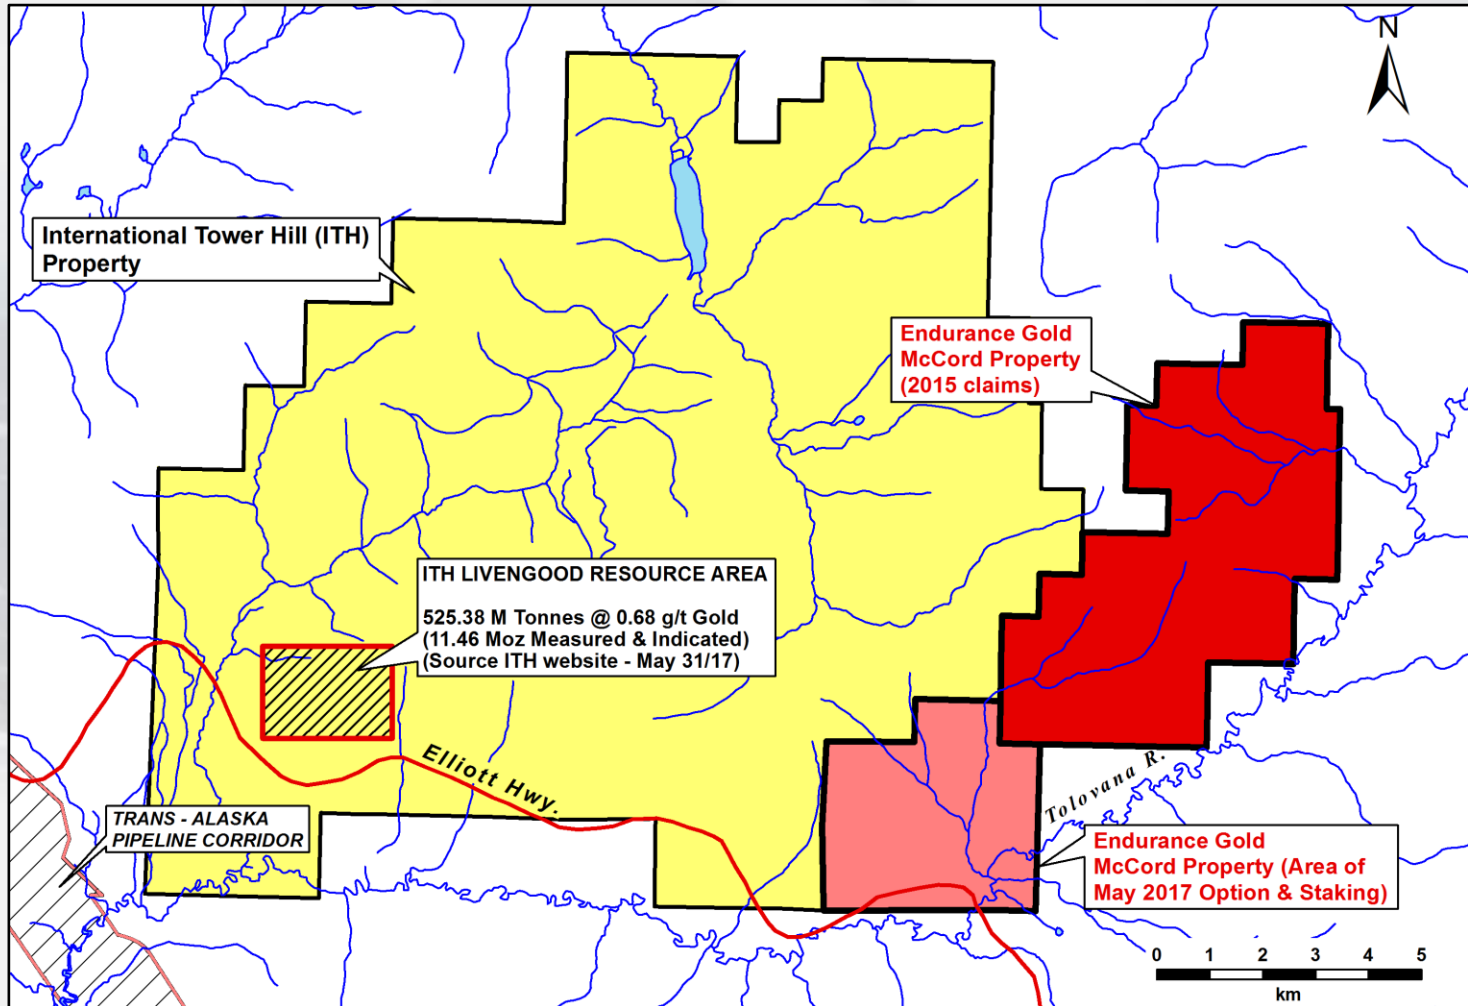 N
International Tower Hill (ITH)
Property
Endurance Gold
McCord Property
(2015 claims)
ITH LIVENGOOD RESOURCE AREA
525.38 M Tonnes @ 0.68 g/t Gold
(11.46 Moz Measured & Indicated)
(Source ITH website - May 31/17)
Elliott Hwy.
Tolovana R.
TRANS - ALASKA
PIPELINE CORRIDOR
Endurance Gold
McCord Property (Area of
May 2017 Option & Staking)
0 1 2 3 4 5
km